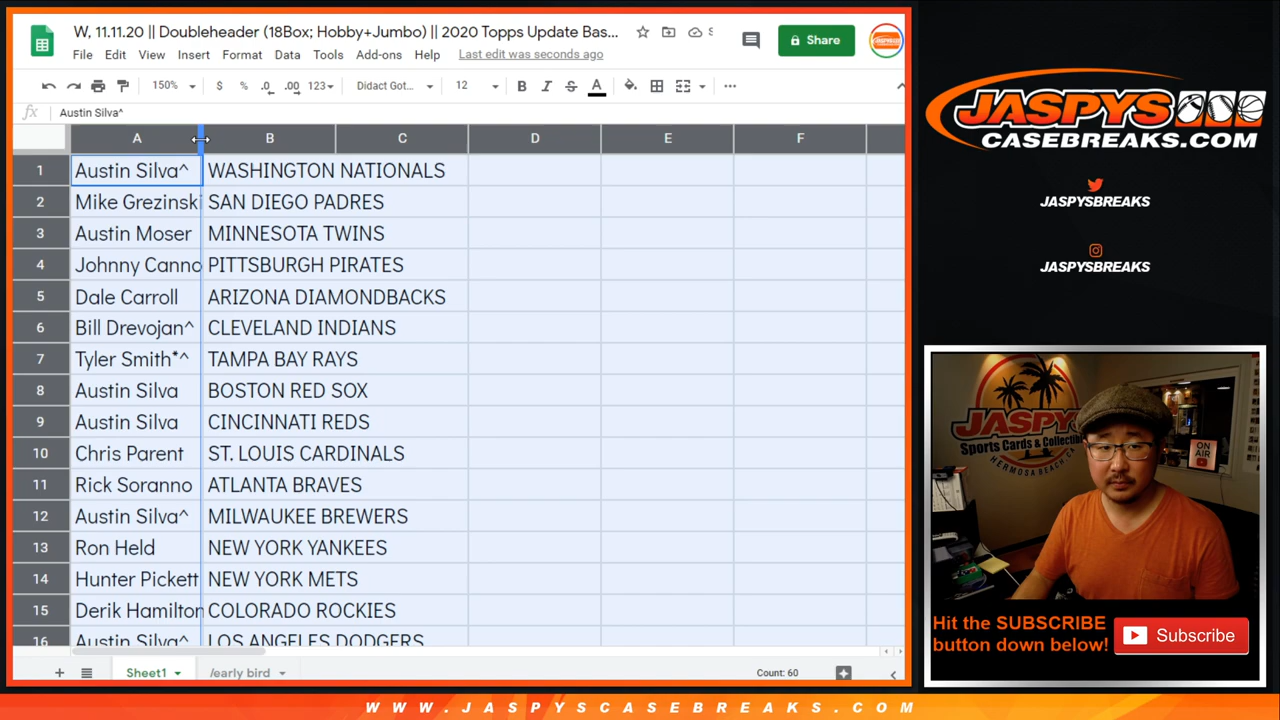 W, 11.11.20 || Doubleheader (18Box; Hobby+Jumbo) || 2020 Topps Update Bas...
Share
File Edit View Insert Format Data Tools Add-ons Help Last edit was seconds ago
150% $ % .0 .00 123 Didact Got... 12 B I S A
fx Austin Silva^
A B C D E F
1 Austin Silva^ WASHINGTON NATIONALS
2 Mike Grezinski SAN DIEGO PADRES
3 Austin Moser MINNESOTA TWINS
4 Johnny Canno PITTSBURGH PIRATES
5 Dale Carroll ARIZONA DIAMONDBACKS
6 Bill Drevojan^ CLEVELAND INDIANS
7 Tyler Smith*^ TAMPA BAY RAYS
8 Austin Silva BOSTON RED SOX
9 Austin Silva CINCINNATI REDS
10 Chris Parent ST. LOUIS CARDINALS
11 Rick Soranno ATLANTA BRAVES
12 Austin Silva^ MILWAUKEE BREWERS
13 Ron Held NEW YORK YANKEES
14 Hunter Pickett NEW YORK METS
15 Derik Hamilton COLORADO ROCKIES
16 Austin Silva^ LOS ANGELES DODGERS
Sheet1 /early bird Count: 60
JASPYS
CASEBREAKS.COM
JASPYSBREAKS
JASPYSBREAKS
JASPYS
Sports Cards & Collectibl
HERMOSA BEACH
ON AIR
Hit the SUBSCRIBE
button down below!
Subscribe
WWW.JASPYSCASEBREAKS.COM